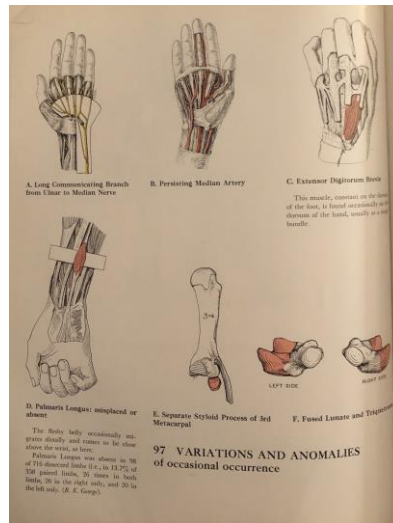 A. Long Communicating Branch
from Ulnar to Median Nerve
B. Persisting Median Artery
C. Extensor Digitorum Brevis
This muscle, constant on the dorsum
of the foot, is found occasionally on the
dorsum of the hand, usually as a
bundle.
D. Palmaris Longus: misplaced or
absent
The fleshy belly occasionally mi-
grates distally and comes to lie close
above the wrist, as here.
Palmaris Longus was absent in 98
of 715 dissected limbs (i.e., in 13.7% of
358 paired limbs, 26 times in both
limbs, 26 in the right only, and 20 in
the left only.
E. Separate Styloid Process of 3rd
Metacarpal
LEFT SIDE
RIGHT SIDE
F. Fused Lunate and Triquetrum
97 VARIATIONS AND ANOMALIES
of occasional occurrence